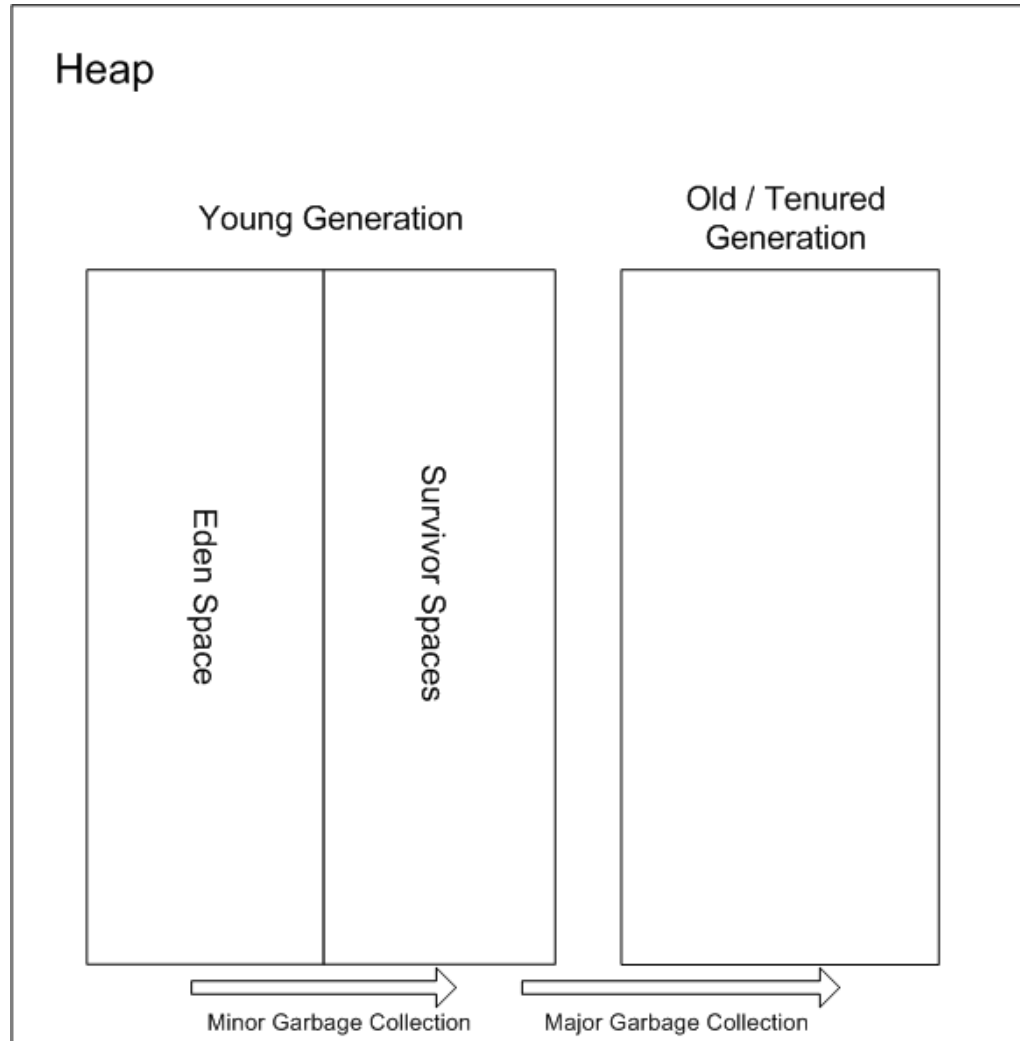 Heap
Young Generation
Old / Tenured
Generation
Eden Space
Survivor Spaces
Minor Garbage Collection
Major Garbage Collection